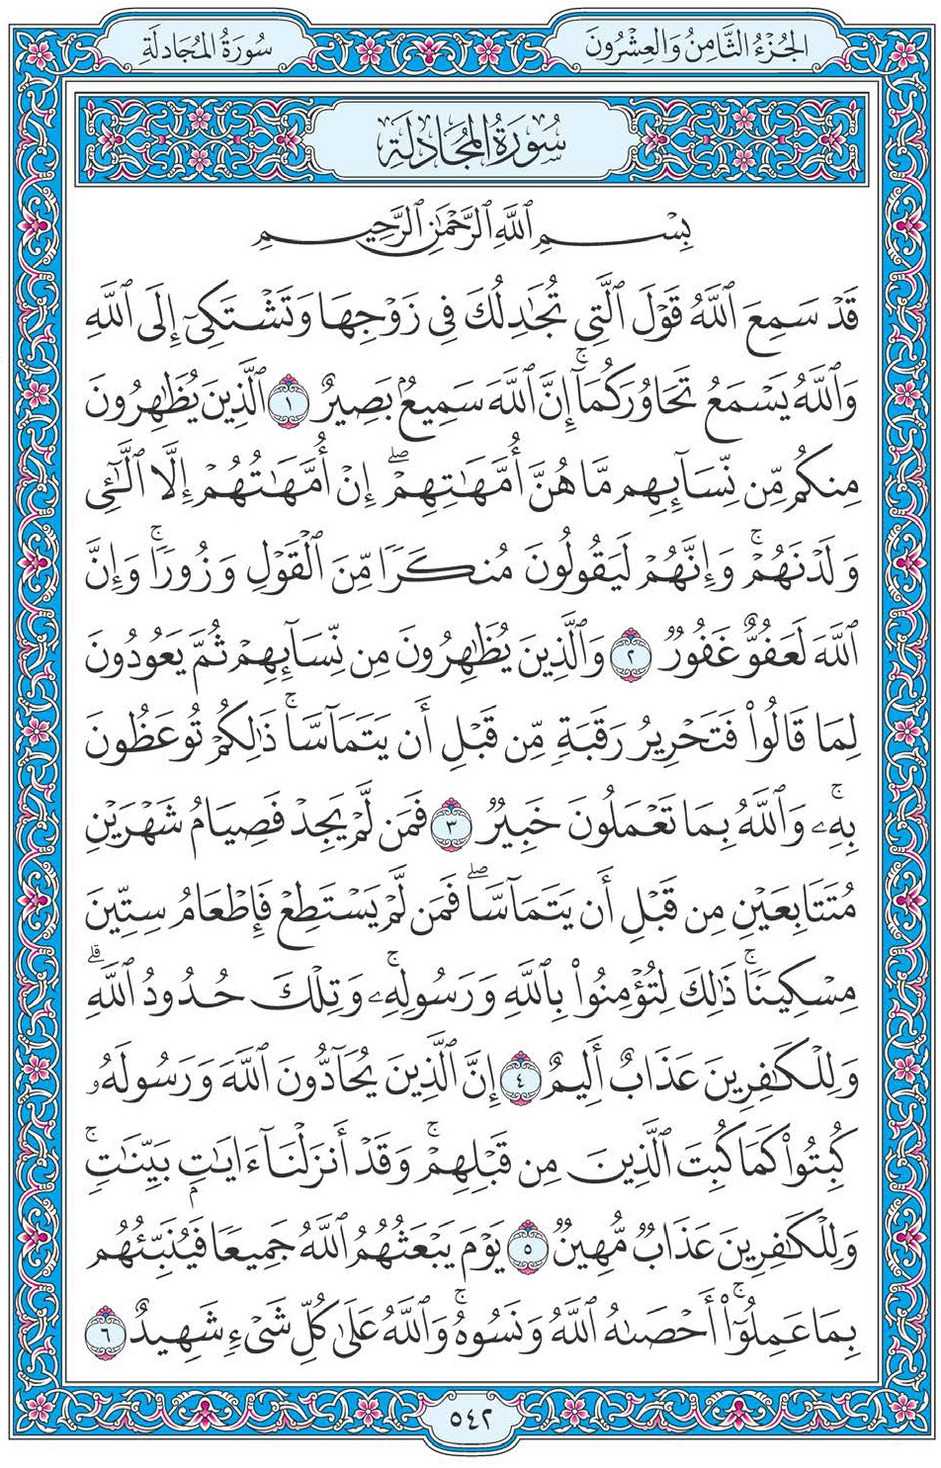 الجُزْءُ الثَّامِنُ وَالعِشْرُونَ
سُورَةُ المُجَادلَة
سُورَةُ المُجَادلَة
بِسْمِ ٱللَّهِ ٱلرَّحْمَٰنِ ٱلرَّحِيمِ
قَدْ سَمِعَ ٱللَّهُ قَوْلَ ٱلَّتِى تُجَٰدِلُكَ فِى زَوْجِهَا وَتَشْتَكِىٓ إِلَى ٱللَّهِ
وَٱللَّهُ يَسْمَعُ تَحَاوُرَكُمَآۚ إِنَّ ٱللَّهَ سَمِيعٌۢ بَصِيرٌ ١ ٱلَّذِينَ يُظَٰهِرُونَ
مِنكُم مِّن نِّسَآئِهِم مَّا هُنَّ أُمَّهَٰتِهِمْۖ إِنْ أُمَّهَٰتُهُمْ إِلَّا ٱلَّٰٓـِٔى
وَلَدْنَهُمْۚ وَإِنَّهُمْ لَيَقُولُونَ مُنكَرًا مِّنَ ٱلْقَوْلِ وَزُورًاۚ وَإِنَّ
ٱللَّهَ لَعَفُوٌّ غَفُورٌ ٢ وَٱلَّذِينَ يُظَٰهِرُونَ مِن نِّسَآئِهِمْ ثُمَّ يَعُودُونَ
لِمَا قَالُوا۟ فَتَحْرِيرُ رَقَبَةٍ مِّن قَبْلِ أَن يَتَمَآسَّاۚ ذَٰلِكُمْ تُوعَظُونَ
بِهِۦۚ وَٱللَّهُ بِمَا تَعْمَلُونَ خَبِيرٌ ٣ فَمَن لَّمْ يَجِدْ فَصِيَامُ شَهْرَيْنِ
مُتَتَابِعَيْنِ مِن قَبْلِ أَن يَتَمَآسَّاۖ فَمَن لَّمْ يَسْتَطِعْ فَإِطْعَامُ سِتِّينَ
مِسْكِينًاۚ ذَٰلِكَ لِتُؤْمِنُوا۟ بِٱللَّهِ وَرَسُولِهِۦۚ وَتِلْكَ حُدُودُ ٱللَّهِۗ
وَلِلْكَٰفِرِينَ عَذَابٌ أَلِيمٌ ٤ إِنَّ ٱلَّذِينَ يُحَآدُّونَ ٱللَّهَ وَرَسُولَهُۥ
كُبِتُوا۟ كَمَا كُبِتَ ٱلَّذِينَ مِن قَبْلِهِمْۚ وَقَدْ أَنزَلْنَآ ءَايَٰتٍۭ بَيِّنَٰتٍۚ
وَلِلْكَٰفِرِينَ عَذَابٌ مُّهِينٌ ٥ يَوْمَ يَبْعَثُهُمُ ٱللَّهُ جَمِيعًا فَيُنَبِّئُهُم
بِمَا عَمِلُوٓا۟ۚ أَحْصَىٰهُ ٱللَّهُ وَنَسُوهُۚ وَٱللَّهُ عَلَىٰ كُلِّ شَىْءٍ شَهِيدٌ ٦
٥٤٢